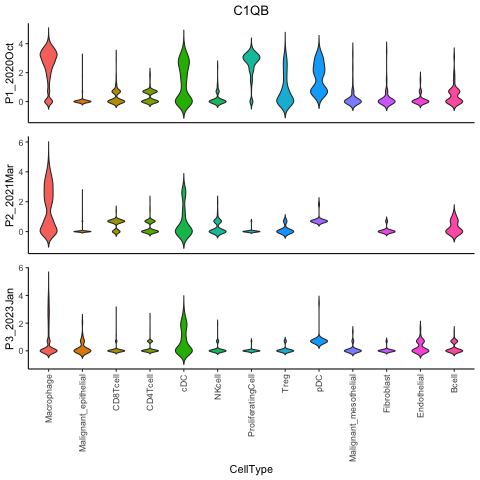 C1QB
P1_2020Oct
4
2
0
P2_2021Mar
6
4
2
0
P3_2023Jan
6
4
2
0
Macrophage
Malignant_epithelial
CD8Tcell
CD4Tcell
cDC
NKcell
ProliferatingCell
Treg
pDC
Malignant_mesothelial
Fibroblast
Endothelial
Bcell
CellType